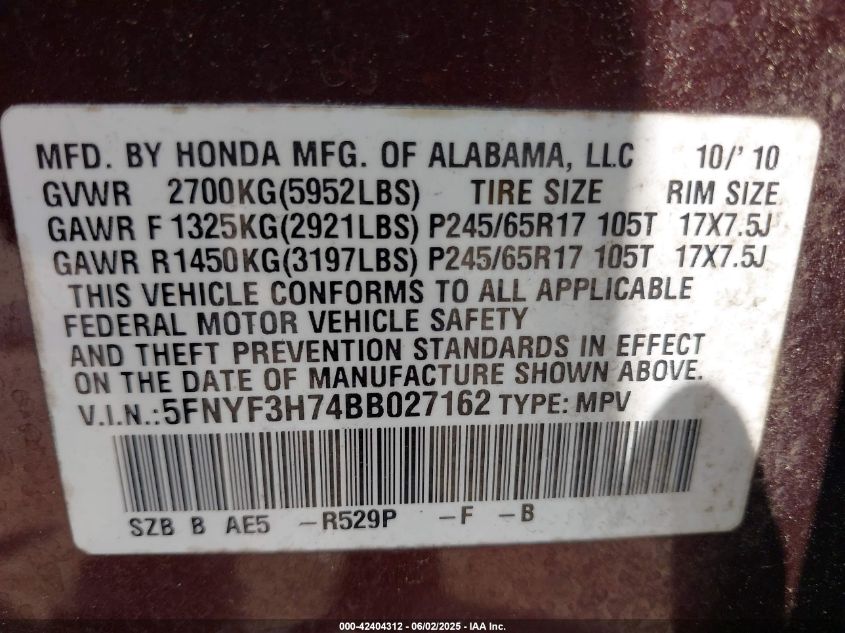 MFD. BY HONDA MFG. OF ALABAMA, LLC 10/'10
GVWR 2700KG(5952LBS) TIRE SIZE RIM SIZE
GAWR F 1325KG(2921LBS) P245/65R17 105T 17X7.5J
GAWR R1450KG(3197LBS) P245/65R17 105T 17X7.5J
THIS VEHICLE CONFORMS TO ALL APPLICABLE
FEDERAL MOTOR VEHICLE SAFETY
AND THEFT PREVENTION STANDARDS IN EFFECT
ON THE DATE OF MANUFACTURE SHOWN ABOVE.
V.I.N.:5FNYF3H74BB027162 TYPE: MPV
SZB B AE5 -R529P -F -B
000-42404312 - 06/02/2025 - IAA Inc.